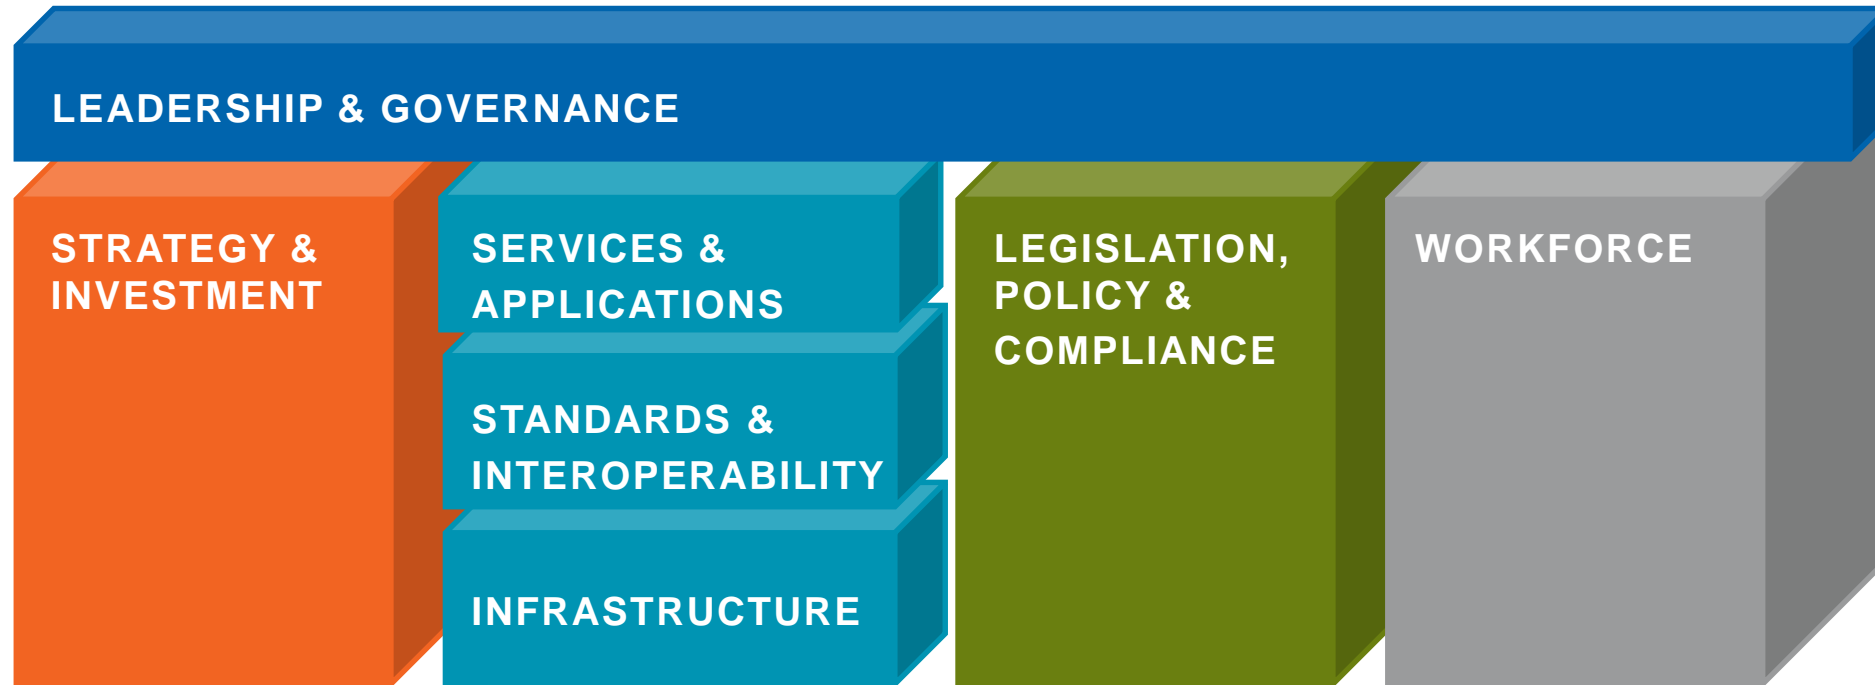 LEADERSHIP & GOVERNANCE
STRATEGY &
INVESTMENT
SERVICES &
APPLICATIONS
STANDARDS &
INTEROPERABILITY
INFRASTRUCTURE
LEGISLATION,
POLICY &
COMPLIANCE
WORKFORCE